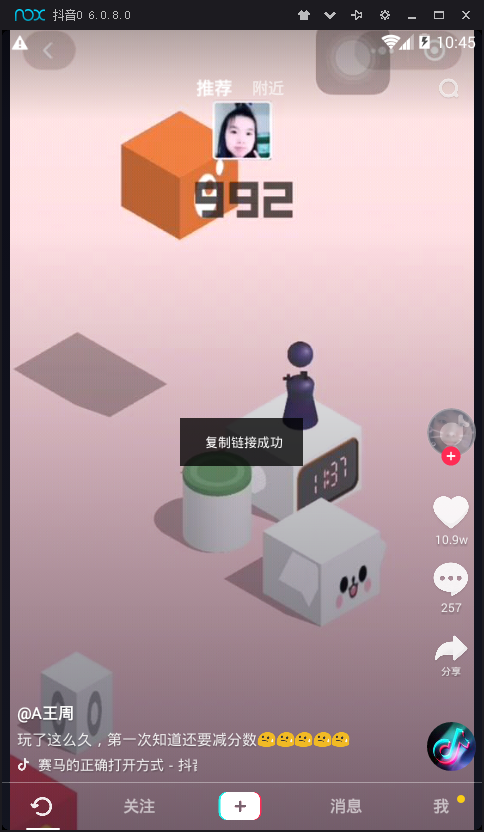 nox 抖音0 6.0.8.0
10:45
推荐 附近
992
复制链接成功
11:37
10.9w
257
分享
@A王周
玩了这么久，第一次知道还要减分数
赛马的正确打开方式 - 抖
关注
消息
我